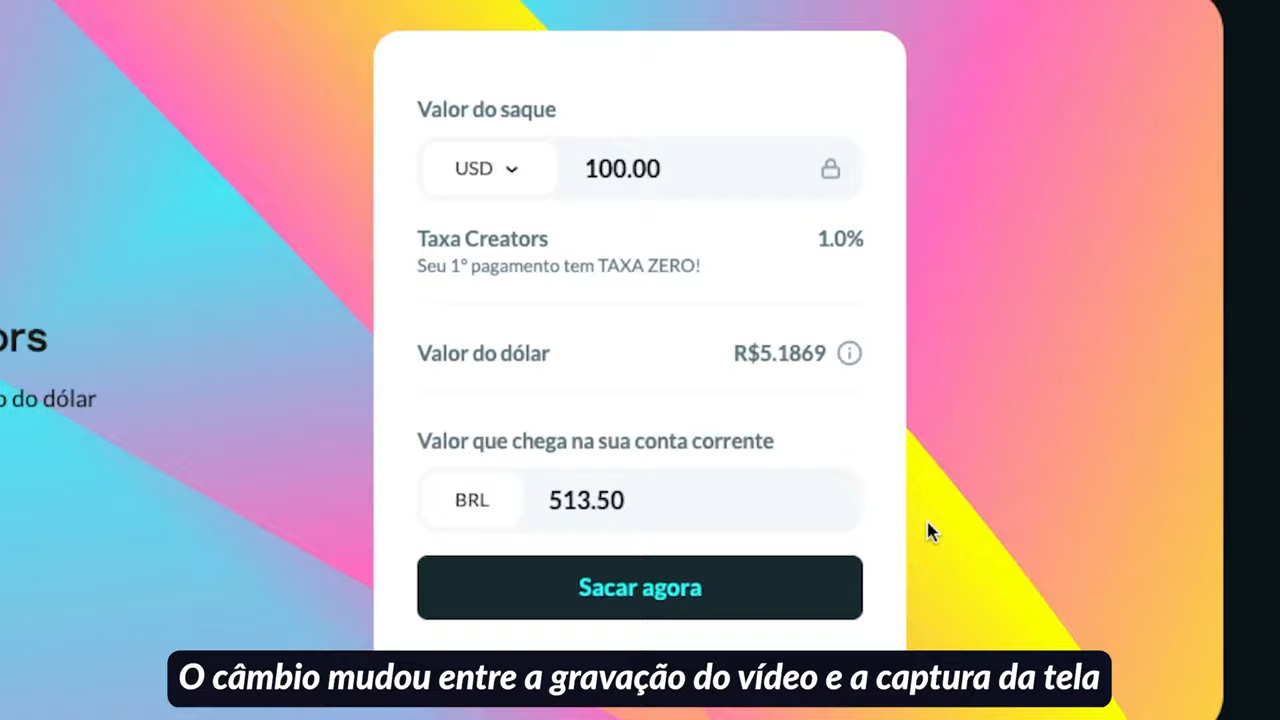 Valor do saque
USD 100.00
Taxa Creators 1.0%
Seu 1º pagamento tem TAXA ZERO!
ors
Valor do dólar R$5.1869
o do dólar
Valor que chega na sua conta corrente
BRL 513.50
Sacar agora
O câmbio mudou entre a gravação do vídeo e a captura da tela